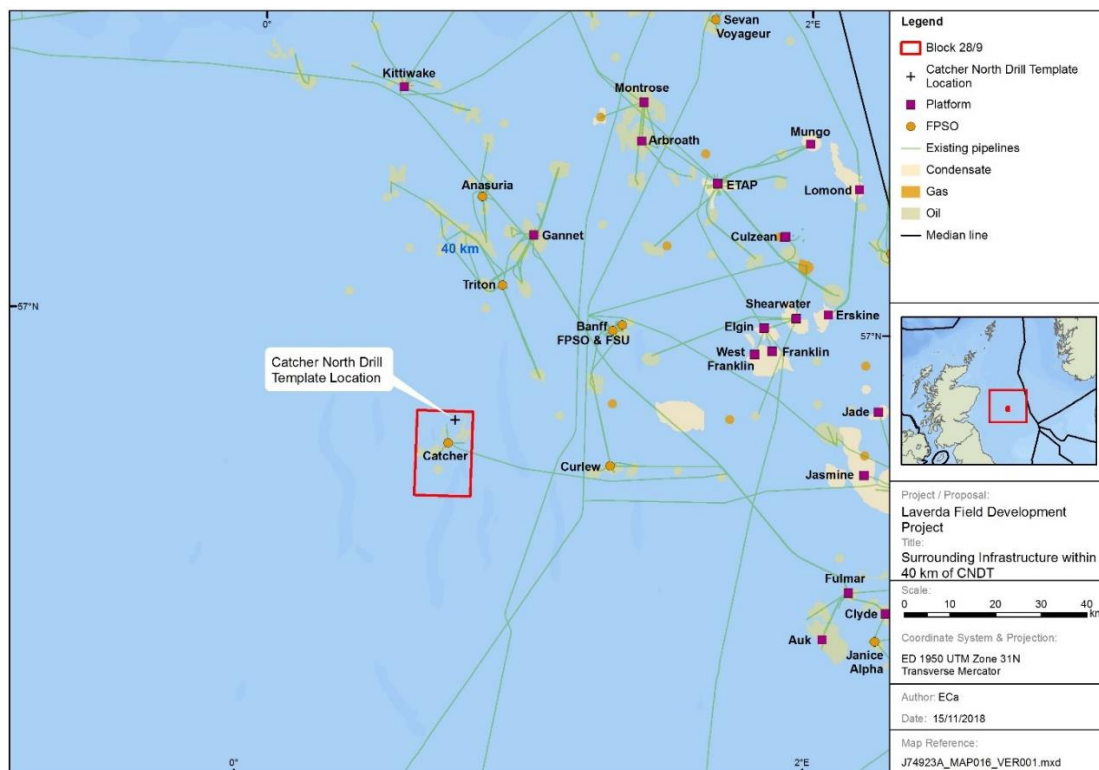 0°
2°E
Sevan
Voyageur
Kittiwake
Montrose
Arbroath
Mungo
Anasuria
ETAP
Lomond
Gannet
Culzean
40 km
Triton
57°N
Shearwater
Banff
FPSO & FSU
Elgin
Erskine
57°N
West
Franklin
Franklin
Catcher North Drill
Template Location
Jade
Catcher
Curlew
Jasmine
Fulmar
Clyde
Auk
Janice
Alpha
0°
2°E
Legend
Block 28/9
Catcher North Drill Template
Location
Platform
FPSO
Existing pipelines
Condensate
Gas
Oil
Median line
Project / Proposal:
Laverda Field Development
Project
Title:
Surrounding Infrastructure within
40 km of CNDT
Scale:
0 10 20 30 40
km
Coordinate System & Projection:
ED 1950 UTM Zone 31N
Transverse Mercator
Author: ECa
Date: 15/11/2018
Map Reference:
J74923A_MAP016_VER001.mxd